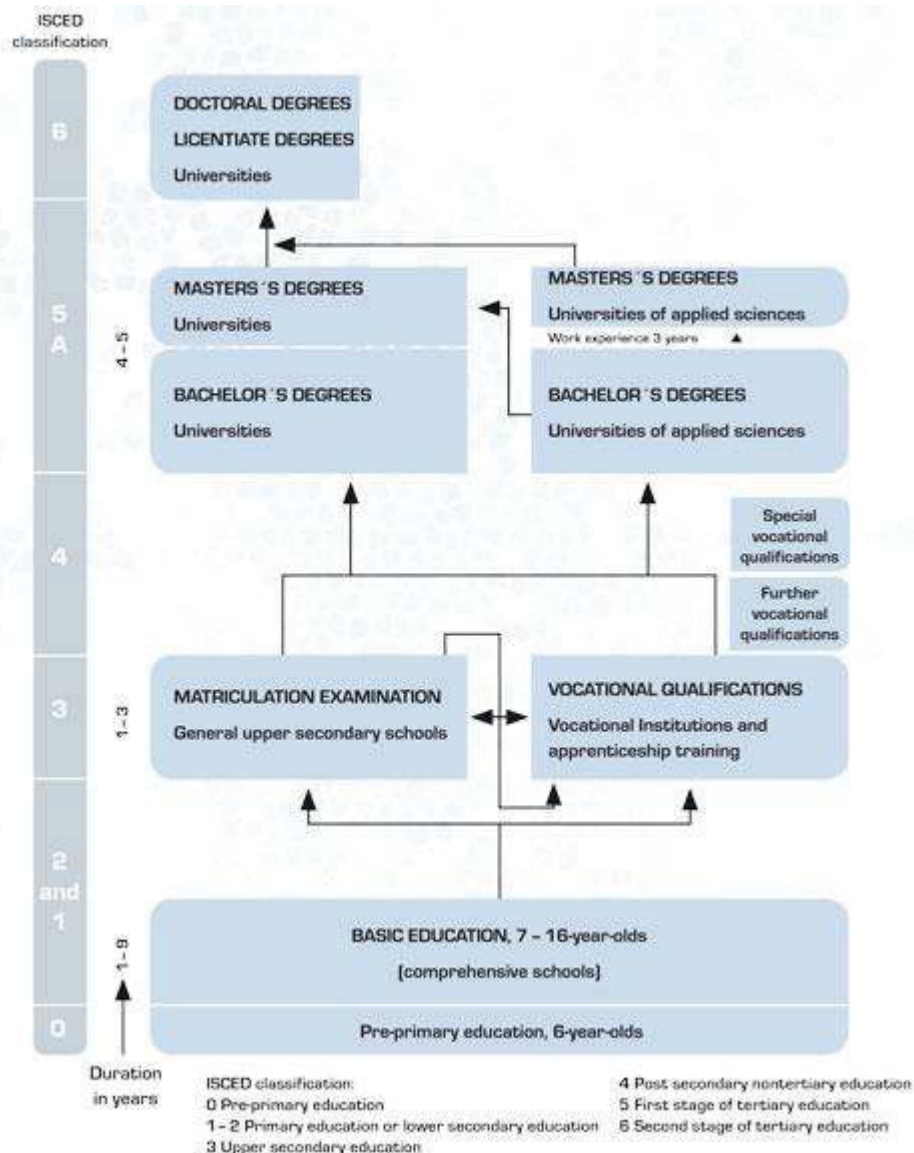 ISCED
classification
6
DOCTORAL DEGREES
LICENTIATE DEGREES
Universities
5
A
4 – 5
MASTERS´S DEGREES
Universities
MASTERS´S DEGREES
Universities of applied sciences
Work experience 3 years
BACHELOR´S DEGREES
Universities
BACHELOR´S DEGREES
Universities of applied sciences
4
Special
vocational
qualifications
Further
vocational
qualifications
3
1 – 3
MATRICULATION EXAMINATION
General upper secondary schools
VOCATIONAL QUALIFICATIONS
Vocational Institutions and
apprenticeship training
2
and
1
1 – 9
BASIC EDUCATION, 7 – 16-year-olds
(comprehensive schools)
0
Pre-primary education, 6-year-olds
Duration
in years
ISCED classification:
0 Pre-primary education
1 – 2 Primary education or lower secondary education
3 Upper secondary education
4 Post secondary nontertiary education
5 First stage of tertiary education
6 Second stage of tertiary education